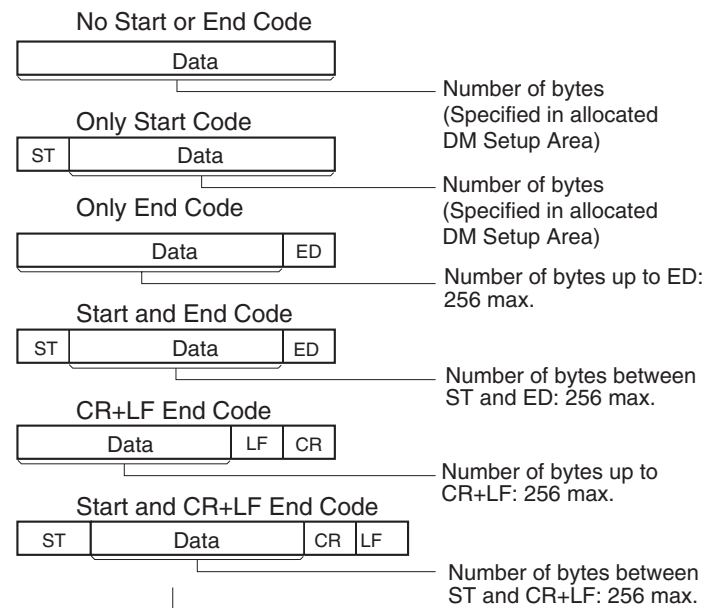 No Start or End Code
Data
Number of bytes
(Specified in allocated
DM Setup Area)
Only Start Code
ST Data
Number of bytes
(Specified in allocated
DM Setup Area)
Only End Code
Data ED
Number of bytes up to ED:
256 max.
Start and End Code
ST Data ED
Number of bytes between
ST and ED: 256 max.
CR+LF End Code
Data LF CR
Number of bytes up to
CR+LF: 256 max.
Start and CR+LF End Code
ST Data CR LF
Number of bytes between
ST and CR+LF: 256 max.